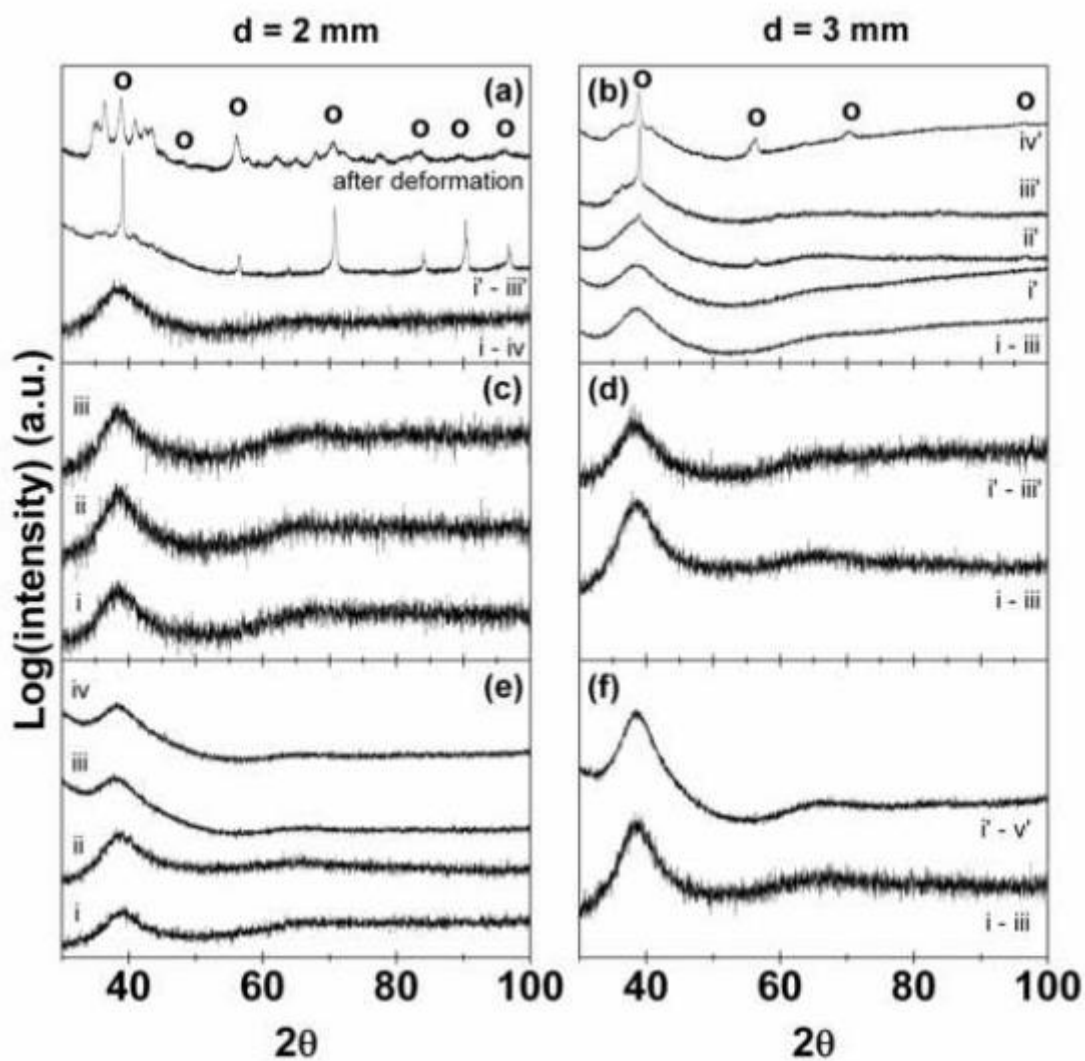 d = 2 mm
d = 3 mm
(a)
o
o
o
o
o
o
o
after deformation
i' - iii'
i - iv
(b)
o
o
o
o
iv'
iii'
ii'
i'
i - iii
(c)
iii
ii
i
(d)
i' - iii'
i - iii
(e)
iv
iii
ii
i
(f)
i' - v'
i - iii
Log(intensity) (a.u.)
40 60 80 100
40 60 80 100
2θ
2θ